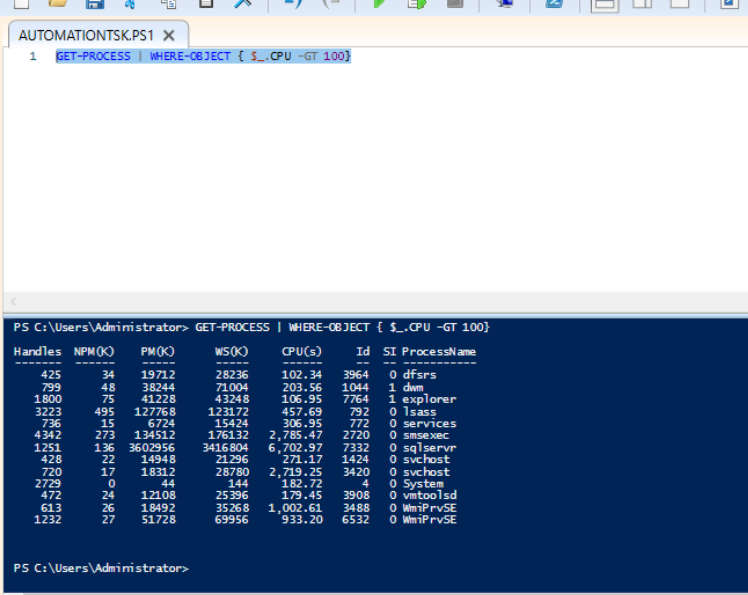 AUTOMATIONTSK.PS1
1 GET-PROCESS | WHERE-OBJECT { $_.CPU -GT 100}
PS C:\Users\Administrator> GET-PROCESS | WHERE-OBJECT { $_.CPU -GT 100}
Handles NPM(K) PM(K) WS(K) CPU(s) Id SI ProcessName
------- ------ ----- ----- ------ -- -- -----------
425 34 19712 28236 102.34 3964 0 dfsrs
799 48 38244 71004 203.56 1044 1 dwm
1800 75 41228 43248 106.95 7764 1 explorer
3223 495 127768 123172 457.69 792 0 lsass
736 15 6724 15424 306.95 772 0 services
4342 273 134512 176132 2,785.47 2720 0 smsexec
1251 136 3602956 3416804 6,702.97 7332 0 sqlservr
428 22 14948 21296 271.17 1424 0 svchost
720 17 18312 28780 2,719.25 3420 0 svchost
2729 0 44 144 182.72 4 0 System
472 24 12108 25396 179.45 3908 0 vmtoolsd
613 26 18492 35268 1,002.61 3488 0 WmiPrvSE
1232 27 51728 69956 933.20 6532 0 WmiPrvSE
PS C:\Users\Administrator>